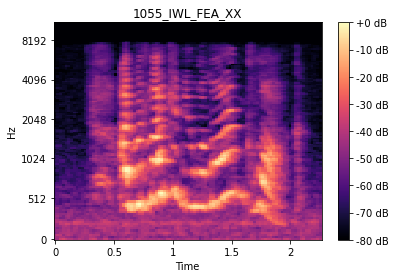 1055_IWL_FEA_XX
+0 dB
8192
-10 dB
4096
-20 dB
-30 dB
2048
Hz
-40 dB
1024
-50 dB
512
-60 dB
-70 dB
0
-80 dB
0
0.5
1
1.5
2
Time